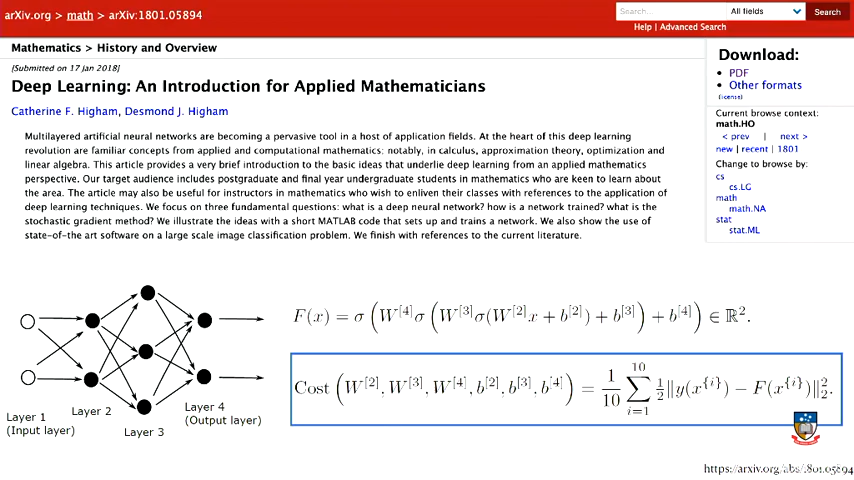 arXiv.org > math > arXiv:1801.05894
Search...
All fields
Search
Help | Advanced Search
Mathematics > History and Overview
[Submitted on 17 Jan 2018]
Deep Learning: An Introduction for Applied Mathematicians
Catherine F. Higham, Desmond J. Higham
Multilayered artificial neural networks are becoming a pervasive tool in a host of application fields. At the heart of this deep learning
revolution are familiar concepts from applied and computational mathematics; notably, in calculus, approximation theory, optimization and
linear algebra. This article provides a very brief introduction to the basic ideas that underlie deep learning from an applied mathematics
perspective. Our target audience includes postgraduate and final year undergraduate students in mathematics who are keen to learn about
the area. The article may also be useful for instructors in mathematics who wish to enliven their classes with references to the application of
deep learning techniques. We focus on three fundamental questions: what is a deep neural network? how is a network trained? what is the
stochastic gradient method? We illustrate the ideas with a short MATLAB code that sets up and trains a network. We also show the use of
state-of-the art software on a large scale image classification problem. We finish with references to the current literature.
Download:
• PDF
• Other formats
(license)
Current browse context:
math.HO
< prev | next >
new | recent | 1801
Change to browse by:
cs
cs.LG
math
math.NA
stat
stat.ML
F(x) = σ(W^[4]σ(W^[3]σ(W^[2]x + b^[2]) + b^[3]) + b^[4]) ∈ ℝ².
Cost(W^[2], W^[3], W^[4], b^[2], b^[3], b^[4]) = 1/10 ∑_{i=1}^{10} 1/2‖y(x^{i}) − F(x^{i})‖₂².
Layer 1
(Input layer)
Layer 2
Layer 3
Layer 4
(Output layer)
https://arxiv.org/abs/1801.05894